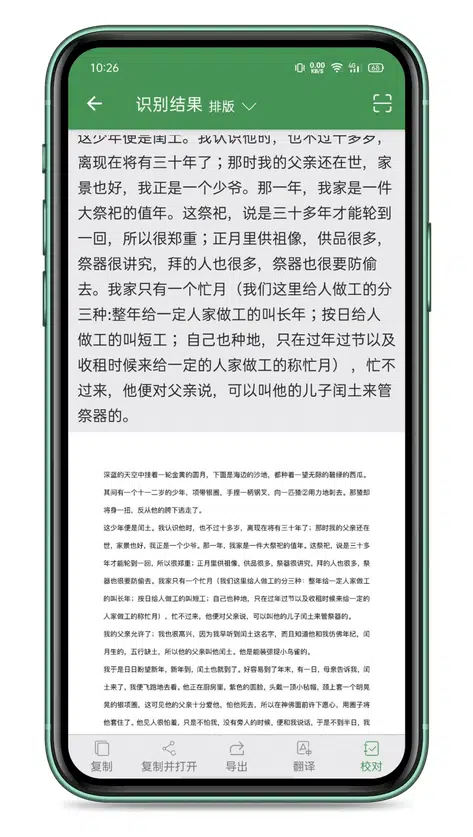 10:26
0.00
KB/S
4G
68
识别结果 排版
这少年便是闰土。我认识他时，也不过十多岁，
离现在将有三十年了；那时我的父亲还在世，家
景也好，我正是一个少爷。那一年，我家是一件
大祭祀的值年。这祭祀，说是三十多年才能轮到
一回，所以很郑重；正月里供祖像，供品很多，
祭器很讲究，拜的人也很多，祭器也很要防偷
去。我家只有一个忙月（我们这里给人做工的分
三种:整年给一定人家做工的叫长年；按日给人
做工的叫短工； 自己也种地，只在过年过节以及
收租时候来给一定的人家做工的称忙月） ，忙不
过来，他便对父亲说，可以叫他的儿子闰土来管
祭器的。
深蓝的天空中挂着一轮金黄的圆月，下面是海边的沙地，都种着一望无际的碧绿的西瓜。
其间有一个十一二岁的少年，项带银圈，手捏一柄钢叉，向一匹猹②用力地刺去。那猹却
将身一扭，反从他的胯下逃走了。
这少年便是闰土。我认识他时，也不过十多岁，离现在将有三十年了；那时我的父亲还在
世，家景也好，我正是一个少爷。那一年，我家是一件大祭祀的值年。这祭祀，说是三十多
年才能轮到一回，所以很郑重；正月里供祖像，供品很多，祭器很讲究，拜的人也很多，祭
器也很要防偷去。我家只有一个忙月（我们这里给人做工的分三种：整年给一定人家做工
的叫长年；按日给人做工的叫短工；自己也种地，只在过年过节以及收租时候来给一定的
人家做工的称忙月），忙不过来，他便对父亲说，可以叫他的儿子闰土来管祭器的。
我的父亲允许了；我也很高兴，因为我早听到闰土这名字，而且知道他和我仿佛年纪，闰
月生的，五行缺土，所以他的父亲叫他闰土。他是能装弶捉小鸟雀的。
我于是日日盼望新年，新年到，闰土也就到了。好容易到了年末，有一日，母亲告诉我，闰
土来了，我便飞跑地去看。他正在厨房里，紫色的圆脸，头戴一顶小毡帽，颈上套一个明晃
晃的银项圈，这可见他的父亲十分爱他，怕他死去，所以在神佛面前许下愿心，用圈子将
他套住了。他见人很怕羞，只是不怕我，没有旁人的时候，便和我说话，于是不到半日，我
复制
复制并打开
导出
翻译
校对